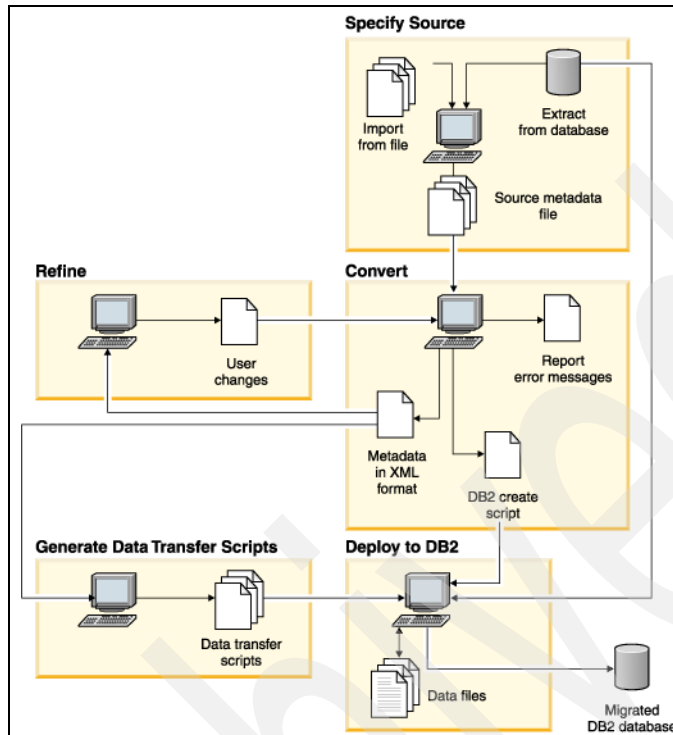 Specify Source
Import
from file
Extract
from database
Source metadata
file
Refine
User
changes
Convert
Report
error messages
Metadata
in XML
format
DB2 create
script
Generate Data Transfer Scripts
Data transfer
scripts
Deploy to DB2
Data files
Migrated
DB2 database